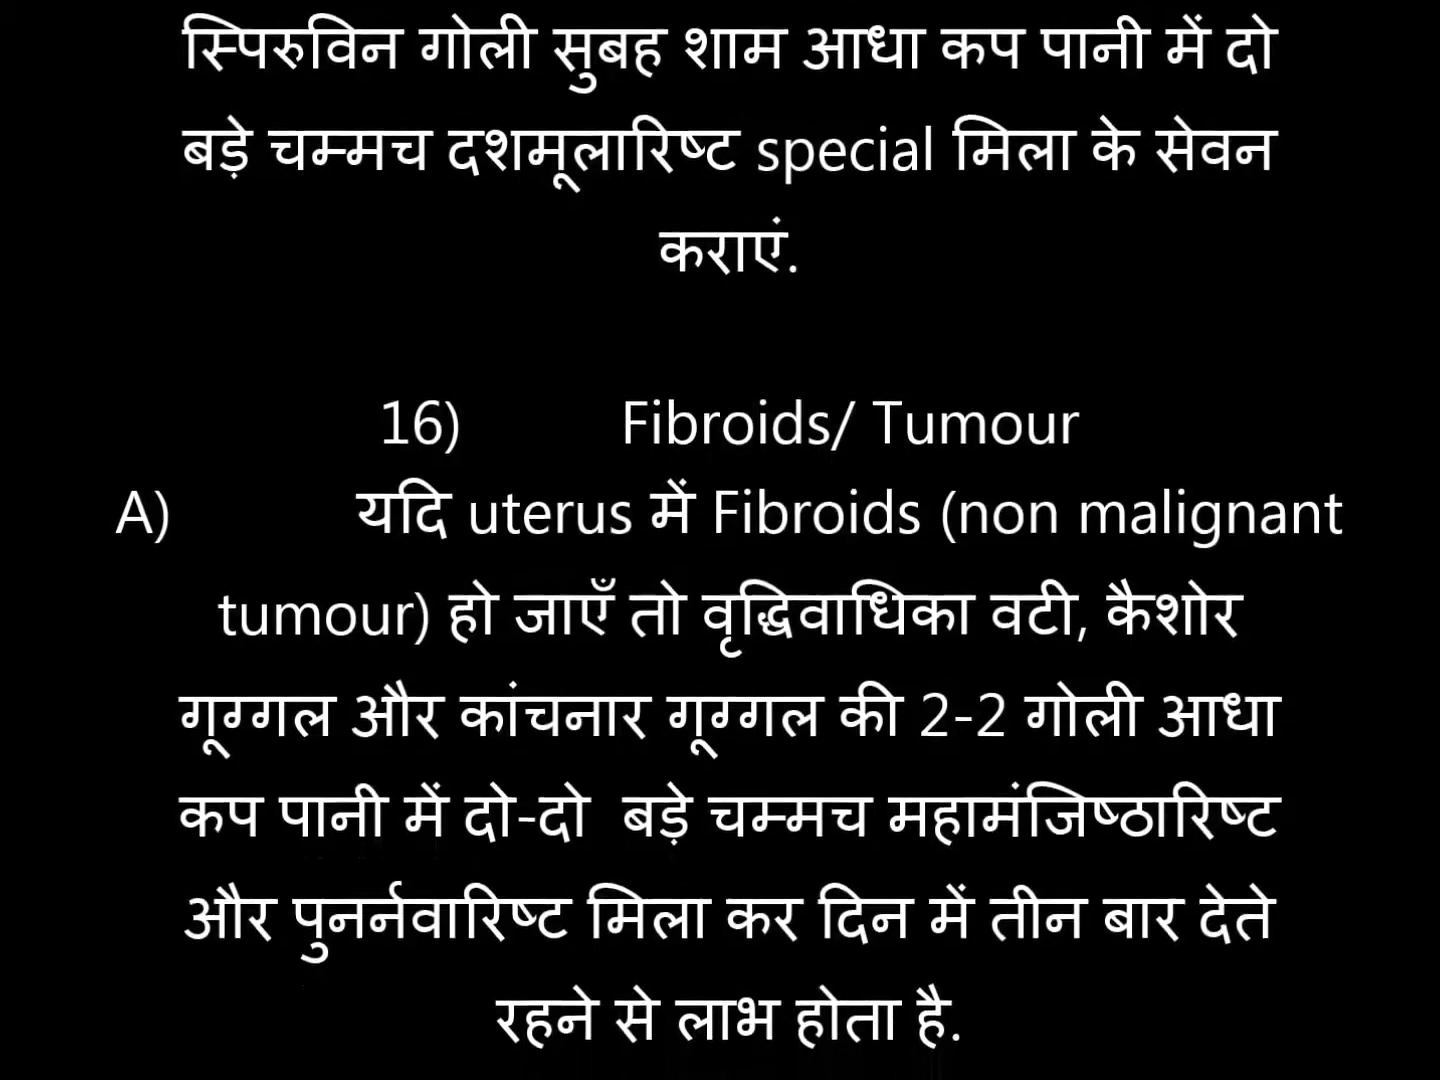 स्पिरुविन गोली सुबह शाम आधा कप पानी में दो
बड़े चम्मच दशमूलारिष्ट special मिला के सेवन
कराएं.
16) Fibroids/ Tumour
A) यदि uterus में Fibroids (non malignant
tumour) हो जाएँ तो वृद्धिवाधिका वटी, कैशोर
गूग्गल और कांचनार गूग्गल की 2-2 गोली आधा
कप पानी में दो-दो बड़े चम्मच महामंजिष्ठारिष्ट
और पुनर्नवारिष्ट मिला कर दिन में तीन बार देते
रहने से लाभ होता है.